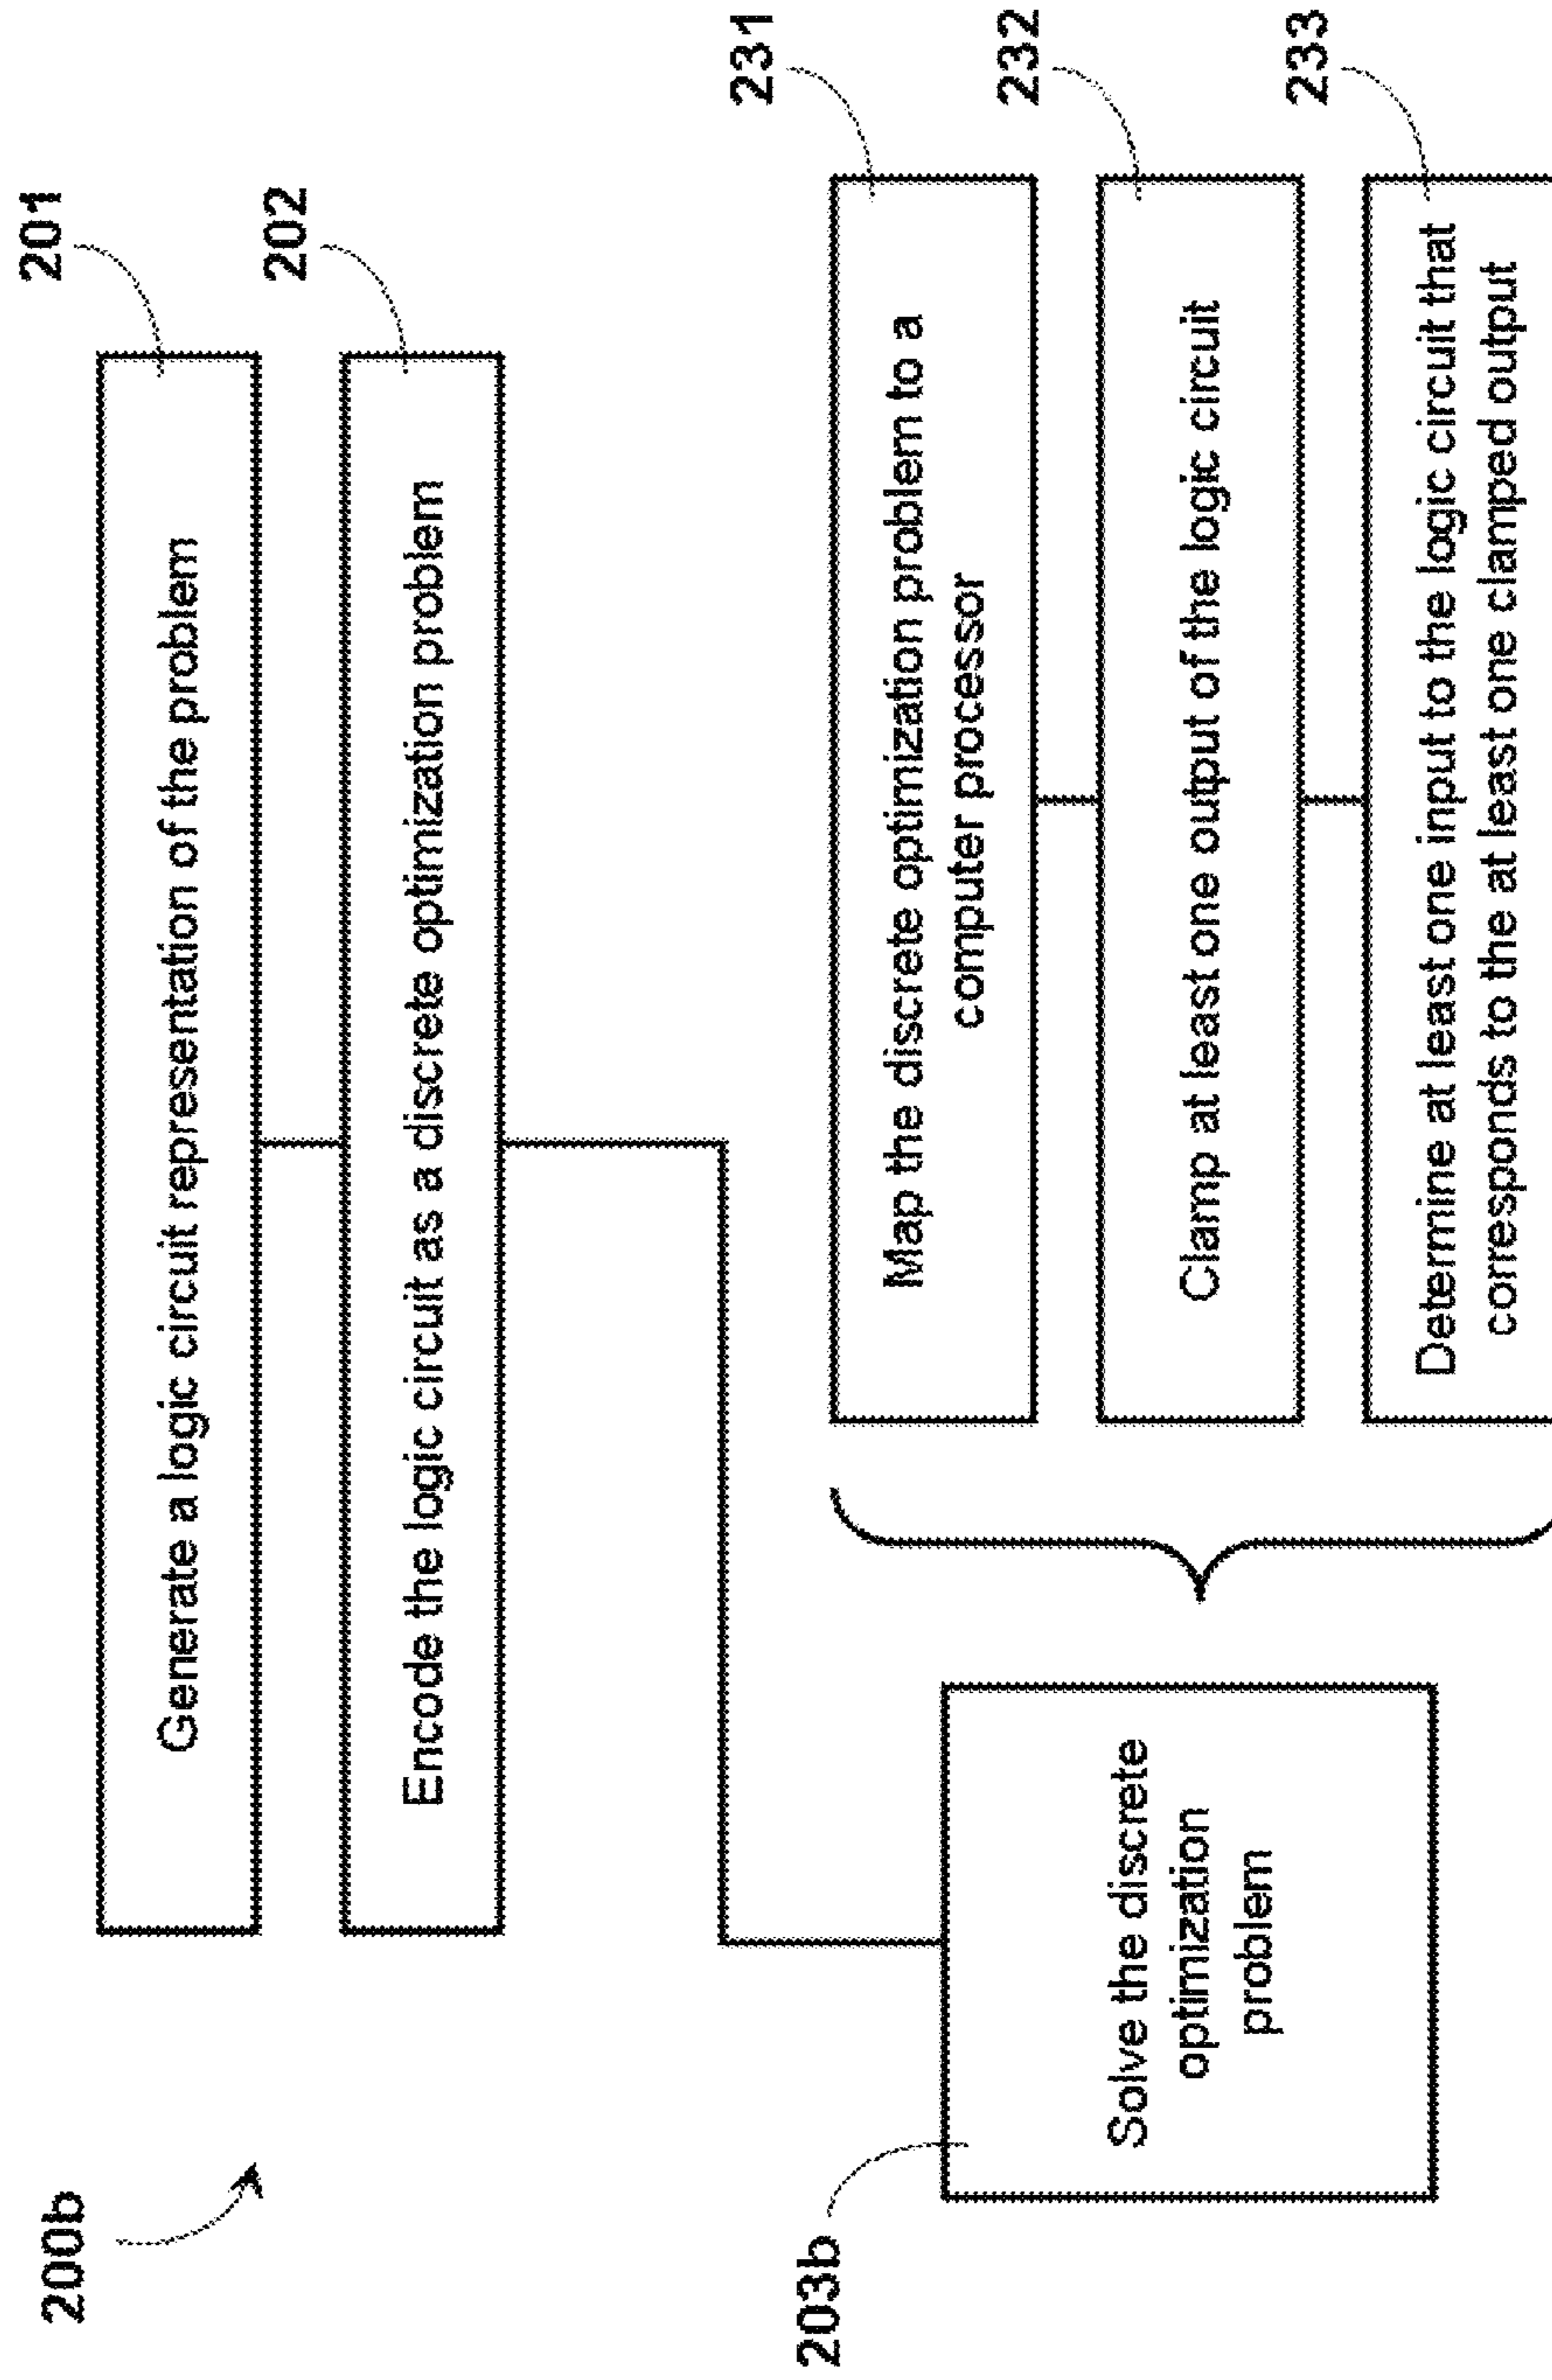 200b
201
Generate a logic circuit representation of the problem
202
Encode the logic circuit as a discrete optimization problem
203b
Solve the discrete
optimization
problem
231
Map the discrete optimization problem to a
computer processor
232
Clamp at least one output of the logic circuit
233
Determine at least one input to the logic circuit that
corresponds to the at least one clamped output